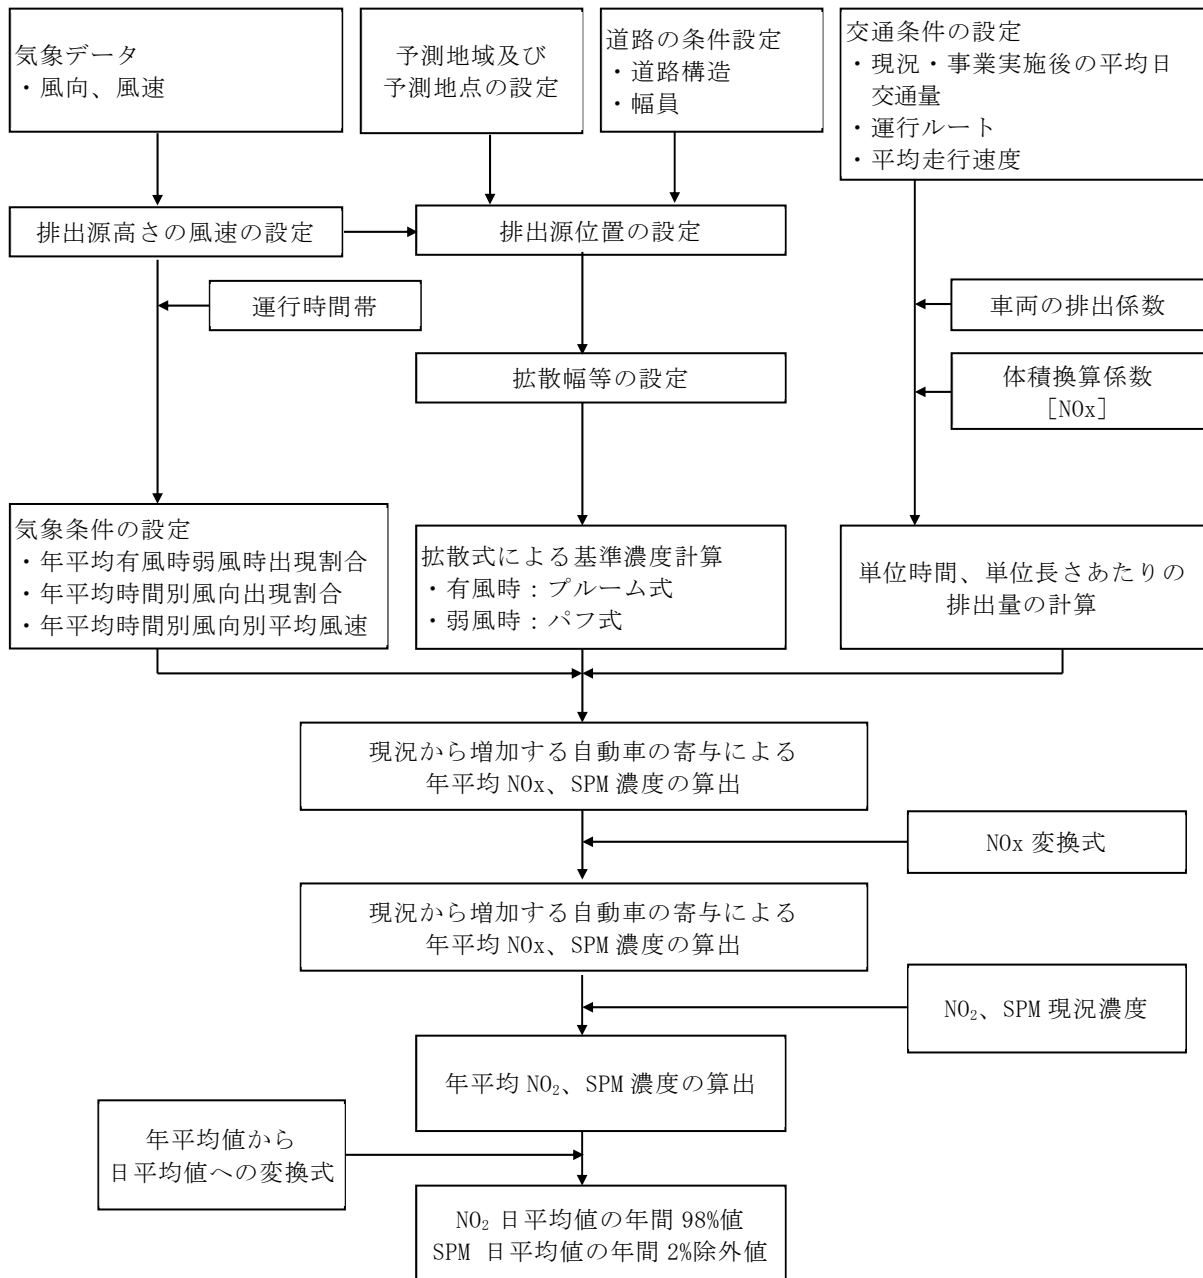 気象データ
・風向、風速
予測地域及び
予測地点の設定
道路の条件設定
・道路構造
・幅員
交通条件の設定
・現況・事業実施後の平均日
交通量
・運行ルート
・平均走行速度
排出源高さの風速の設定
排出源位置の設定
運行時間帯
車両の排出係数
拡散幅等の設定
体積換算係数
［NOx］
気象条件の設定
・年平均有風時弱風時出現割合
・年平均時間別風向出現割合
・年平均時間別風向別平均風速
拡散式による基準濃度計算
・有風時：プルーム式
・弱風時：パフ式
単位時間、単位長さあたりの
排出量の計算
現況から増加する自動車の寄与による
年平均 NOx、SPM 濃度の算出
NOx 変換式
現況から増加する自動車の寄与による
年平均 NOx、SPM 濃度の算出
NO₂、SPM 現況濃度
年平均 NO₂、SPM 濃度の算出
年平均値から
日平均値への変換式
NO₂ 日平均値の年間 98%値
SPM 日平均値の年間 2%除外値